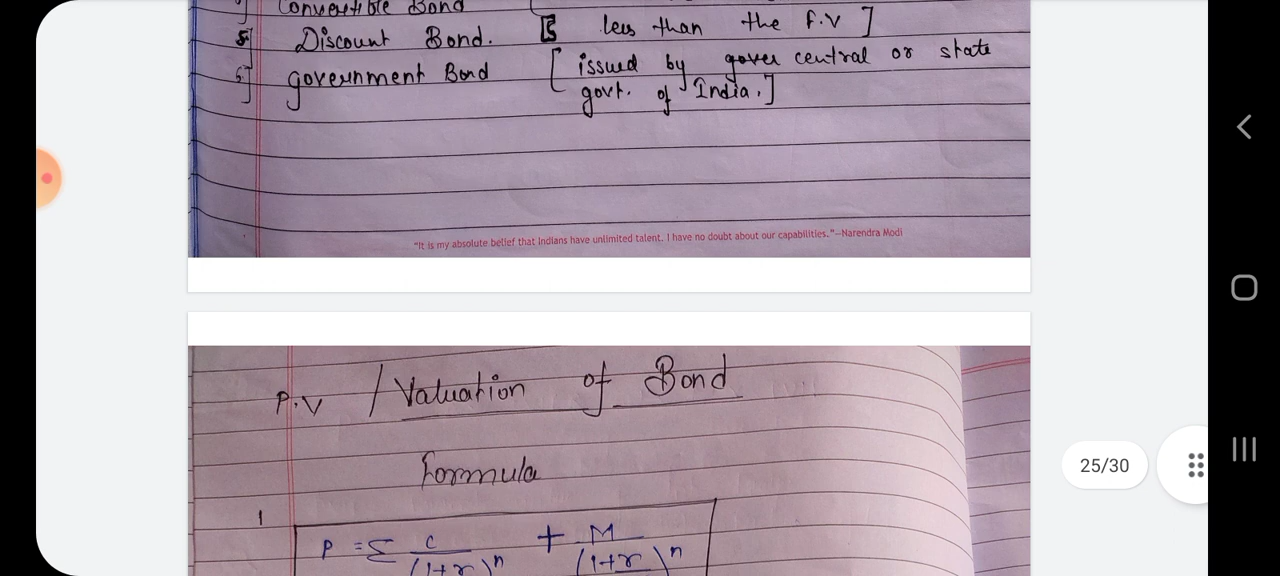 Convertible Bond
5] Discount Bond. [ less than the F.V ]
6] government Bond [ issued by gover central or state
govt. of India.]
"It is my absolute belief that Indians have unlimited talent. I have no doubt about our capabilities."—Narendra Modi
P.V / Valuation of Bond
Formula
1
P = Σ C/(1+r)^n + M/(1+r)^n
25/30